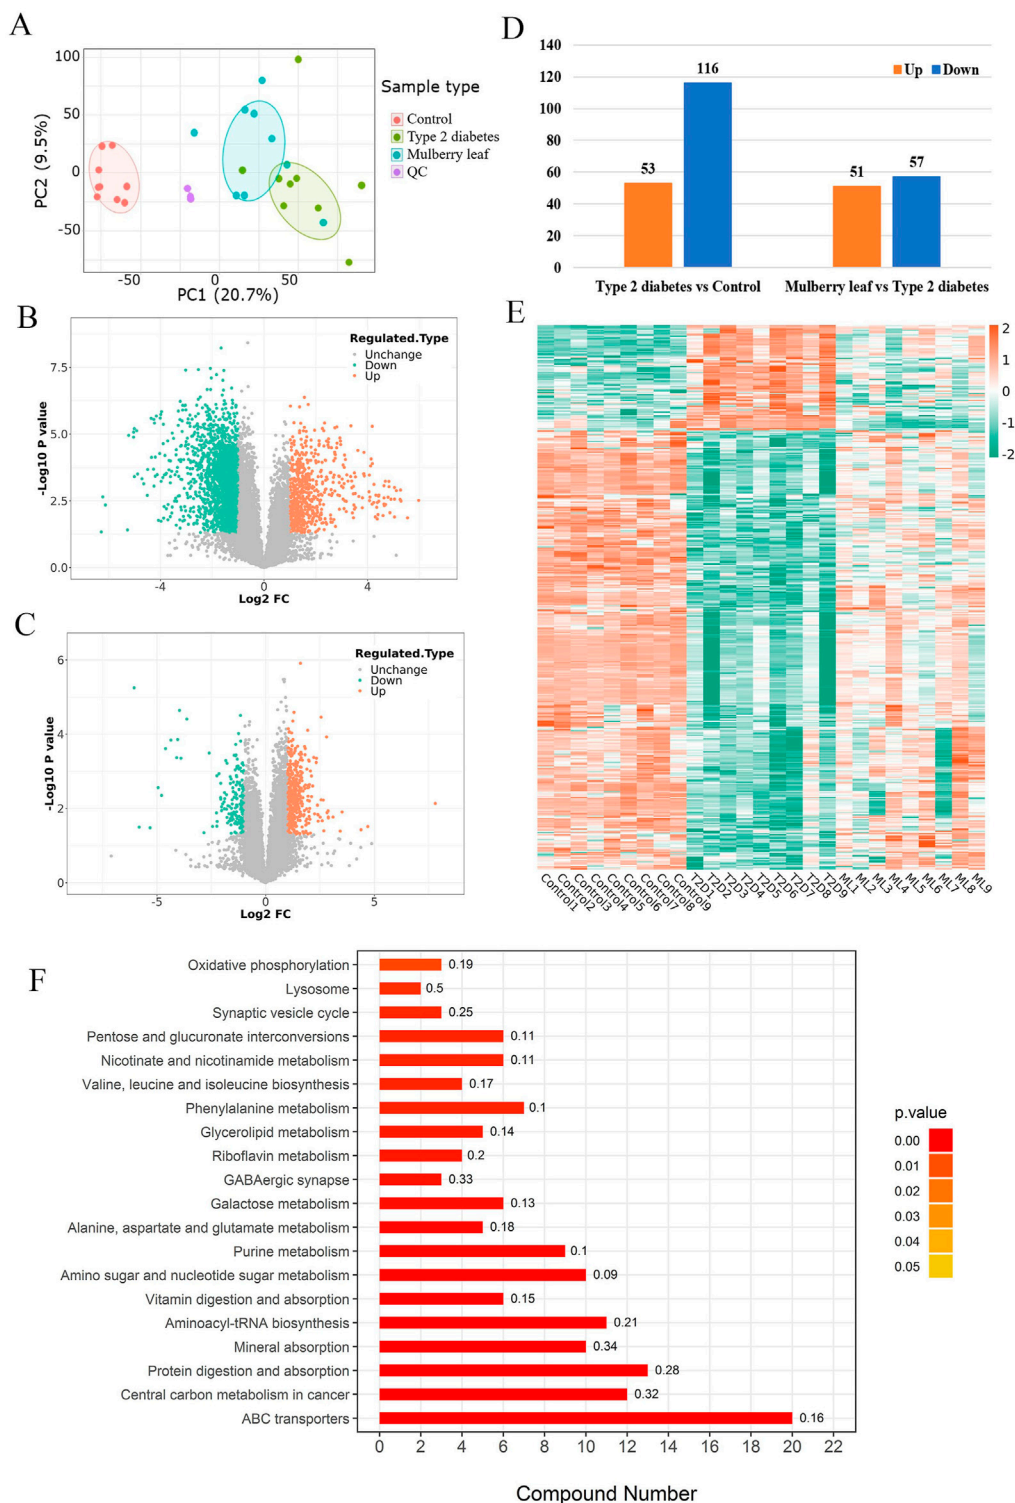 A
100
50
0
-50
PC2 (9.5%)
-50
0
50
PC1 (20.7%)
Sample type
Control
Type 2 diabetes
Mulberry leaf
QC
D
140
120
100
80
60
40
20
0
Up
Down
53
116
51
57
Type 2 diabetes vs Control
Mulberry leaf vs Type 2 diabetes
B
Regulated.Type
Unchange
Down
Up
7.5
5.0
2.5
0.0
-Log10 P value
-4
0
4
Log2 FC
C
Regulated.Type
Unchange
Down
Up
6
4
2
0
-Log10 P value
-5
0
5
Log2 FC
E
2
1
0
-1
-2
Control1
Control2
Control3
Control4
Control5
Control6
Control7
Control8
Control9
T2D1
T2D2
T2D3
T2D4
T2D5
T2D6
T2D7
T2D8
T2D9
ML1
ML2
ML3
ML4
ML5
ML6
ML7
ML8
ML9
F
Oxidative phosphorylation 0.19
Lysosome 0.5
Synaptic vesicle cycle 0.25
Pentose and glucuronate interconversions 0.11
Nicotinate and nicotinamide metabolism 0.11
Valine, leucine and isoleucine biosynthesis 0.17
Phenylalanine metabolism 0.1
Glycerolipid metabolism 0.14
Riboflavin metabolism 0.2
GABAergic synapse 0.33
Galactose metabolism 0.13
Alanine, aspartate and glutamate metabolism 0.18
Purine metabolism 0.1
Amino sugar and nucleotide sugar metabolism 0.09
Vitamin digestion and absorption 0.15
Aminoacyl-tRNA biosynthesis 0.21
Mineral absorption 0.34
Protein digestion and absorption 0.28
Central carbon metabolism in cancer 0.32
ABC transporters 0.16
0 2 4 6 8 10 12 14 16 18 20 22
Compound Number
p.value
0.00
0.01
0.02
0.03
0.04
0.05